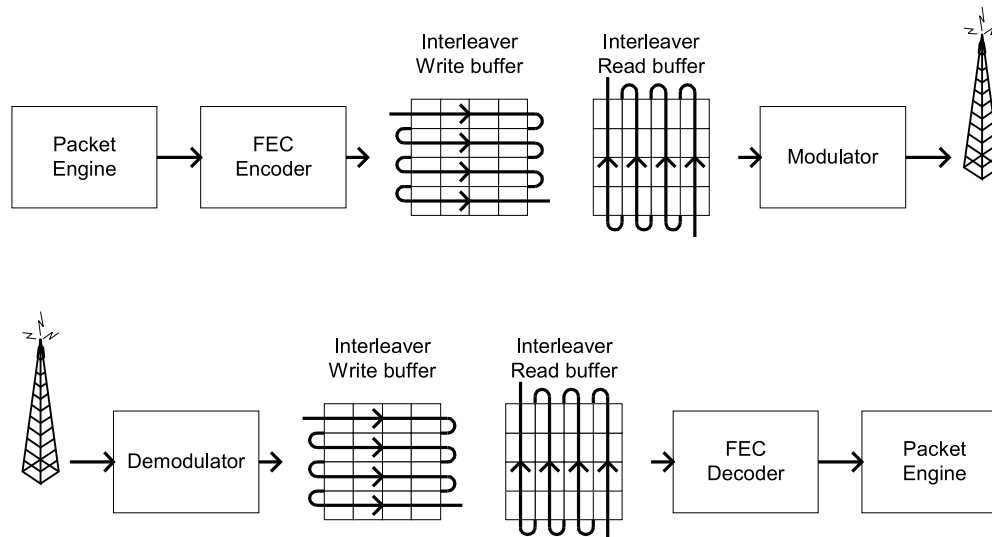 Interleaver
Write buffer
Interleaver
Read buffer
Packet
Engine
FEC
Encoder
Modulator
Interleaver
Write buffer
Interleaver
Read buffer
Demodulator
FEC
Decoder
Packet
Engine